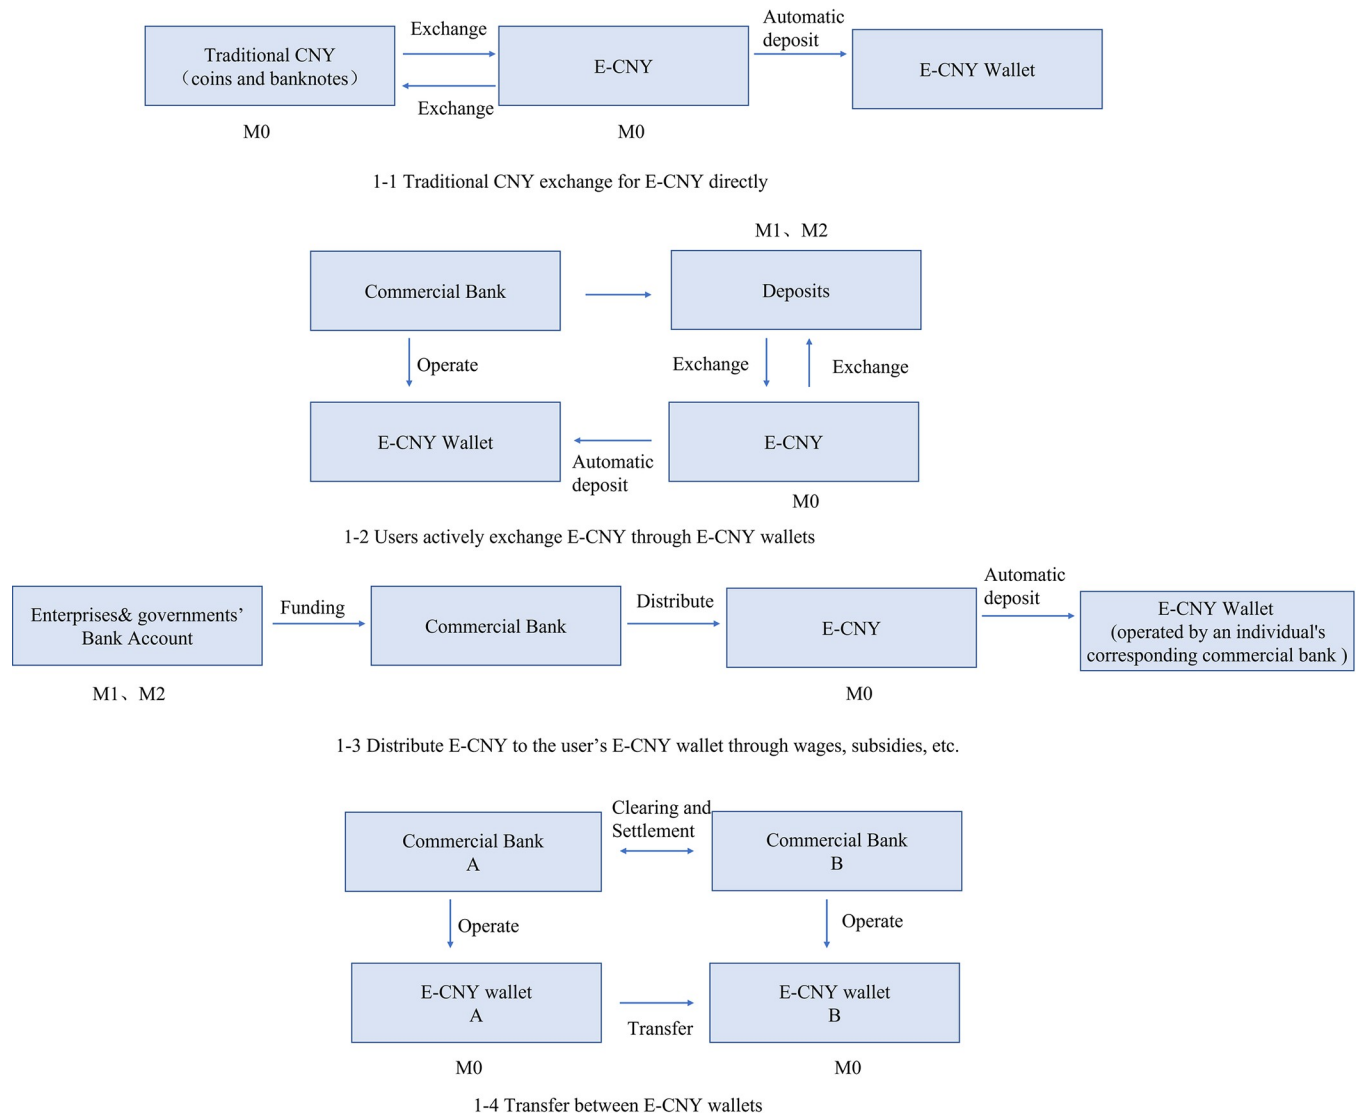 Exchange
Automatic
deposit
Traditional CNY
（coins and banknotes）
E-CNY
E-CNY Wallet
Exchange
M0
M0
1-1 Traditional CNY exchange for E-CNY directly
M1、M2
Commercial Bank
Deposits
Operate
Exchange
Exchange
E-CNY Wallet
E-CNY
Automatic
deposit
M0
1-2 Users actively exchange E-CNY through E-CNY wallets
Enterprises& governments’
Bank Account
Funding
Commercial Bank
Distribute
E-CNY
Automatic
deposit
E-CNY Wallet
(operated by an individual's
corresponding commercial bank )
M1、M2
M0
1-3 Distribute E-CNY to the user’s E-CNY wallet through wages, subsidies, etc.
Clearing and
Settlement
Commercial Bank
A
Commercial Bank
B
Operate
Operate
E-CNY wallet
A
E-CNY wallet
B
Transfer
M0
M0
1-4 Transfer between E-CNY wallets